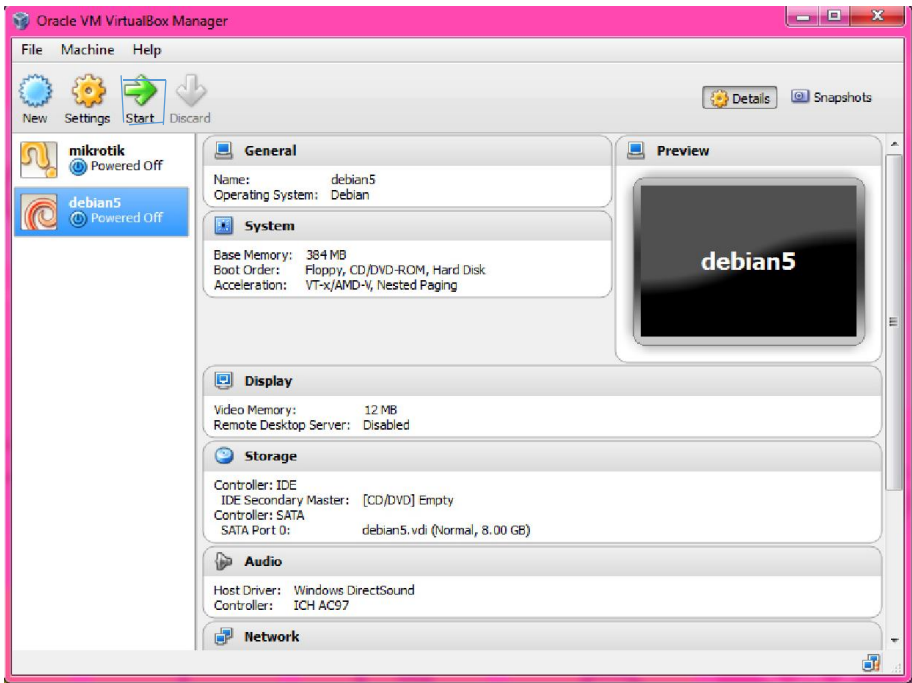 Oracle VM VirtualBox Manager
File Machine Help
New Settings Start Discard
Details Snapshots
mikrotik
Powered Off
debian5
Powered Off
General
Name: debian5
Operating System: Debian
System
Base Memory: 384 MB
Boot Order: Floppy, CD/DVD-ROM, Hard Disk
Acceleration: VT-x/AMD-V, Nested Paging
Preview
debian5
Display
Video Memory: 12 MB
Remote Desktop Server: Disabled
Storage
Controller: IDE
IDE Secondary Master: [CD/DVD] Empty
Controller: SATA
SATA Port 0: debian5.vdi (Normal, 8.00 GB)
Audio
Host Driver: Windows DirectSound
Controller: ICH AC97
Network